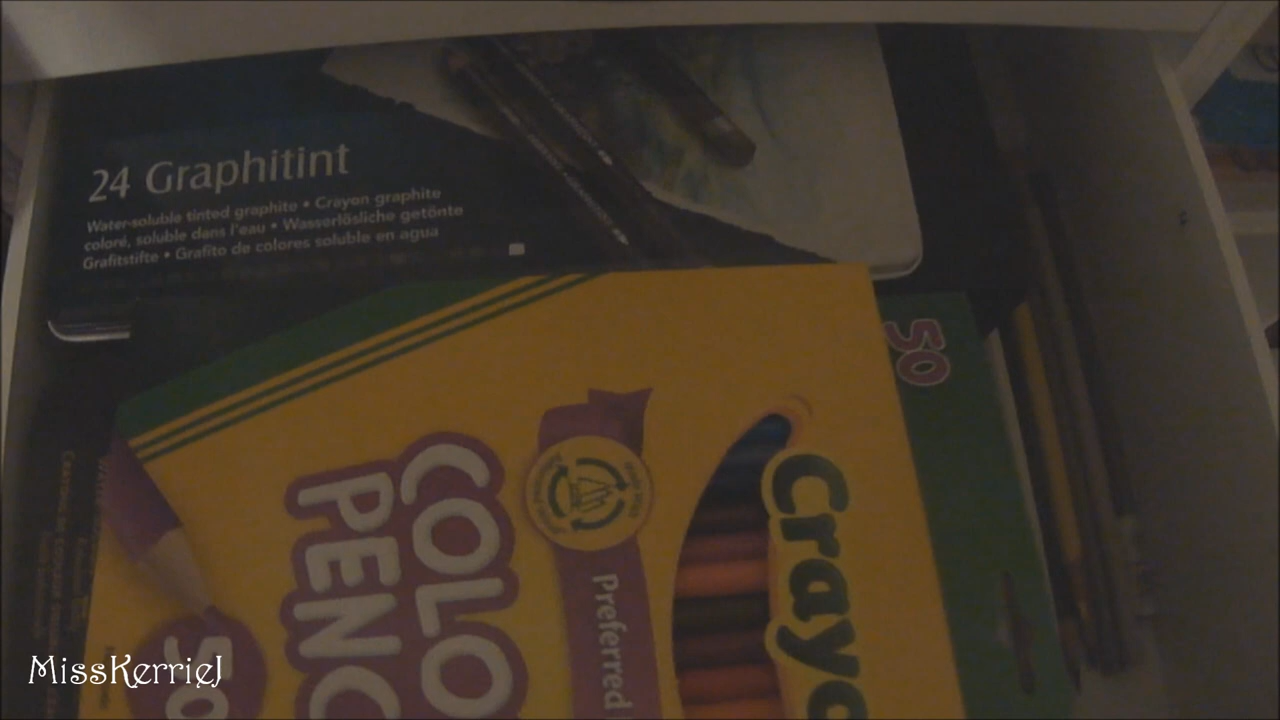 24 Graphitint
Water-soluble tinted graphite • Crayon graphite
coloré, soluble dans l'eau • Wasserlösliche getönte
Grafitstifte • Grafito de colores soluble en agua
50
Crayo
Preferred
COLO
PENC
50
MissKerrieJ